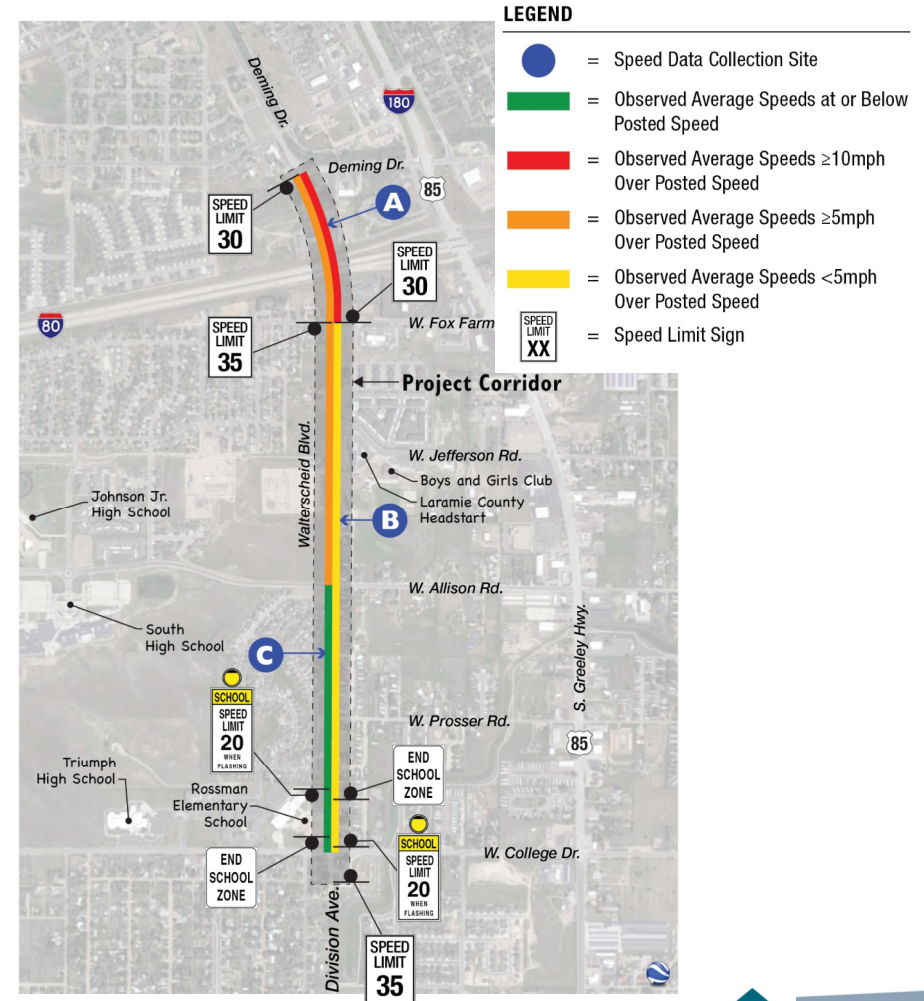 LEGEND
= Speed Data Collection Site
= Observed Average Speeds at or Below
Posted Speed
= Observed Average Speeds ≥10mph
Over Posted Speed
= Observed Average Speeds ≥5mph
Over Posted Speed
= Observed Average Speeds <5mph
Over Posted Speed
SPEED
LIMIT
XX
= Speed Limit Sign
Deming Dr.
180
Deming Dr.
85
A
SPEED
LIMIT
30
SPEED
LIMIT
30
80
W. Fox Farm
SPEED
LIMIT
35
Project Corridor
Walterscheid Blvd.
W. Jefferson Rd.
Boys and Girls Club
Laramie County
Headstart
Johnson Jr.
High School
B
W. Allison Rd.
South
High School
C
S. Greeley Hwy.
SCHOOL
SPEED
LIMIT
20
WHEN
FLASHING
W. Prosser Rd.
85
END
SCHOOL
ZONE
Triumph
High School
Rossman
Elementary
School
SCHOOL
SPEED
LIMIT
20
WHEN
FLASHING
W. College Dr.
END
SCHOOL
ZONE
Division Ave.
SPEED
LIMIT
35